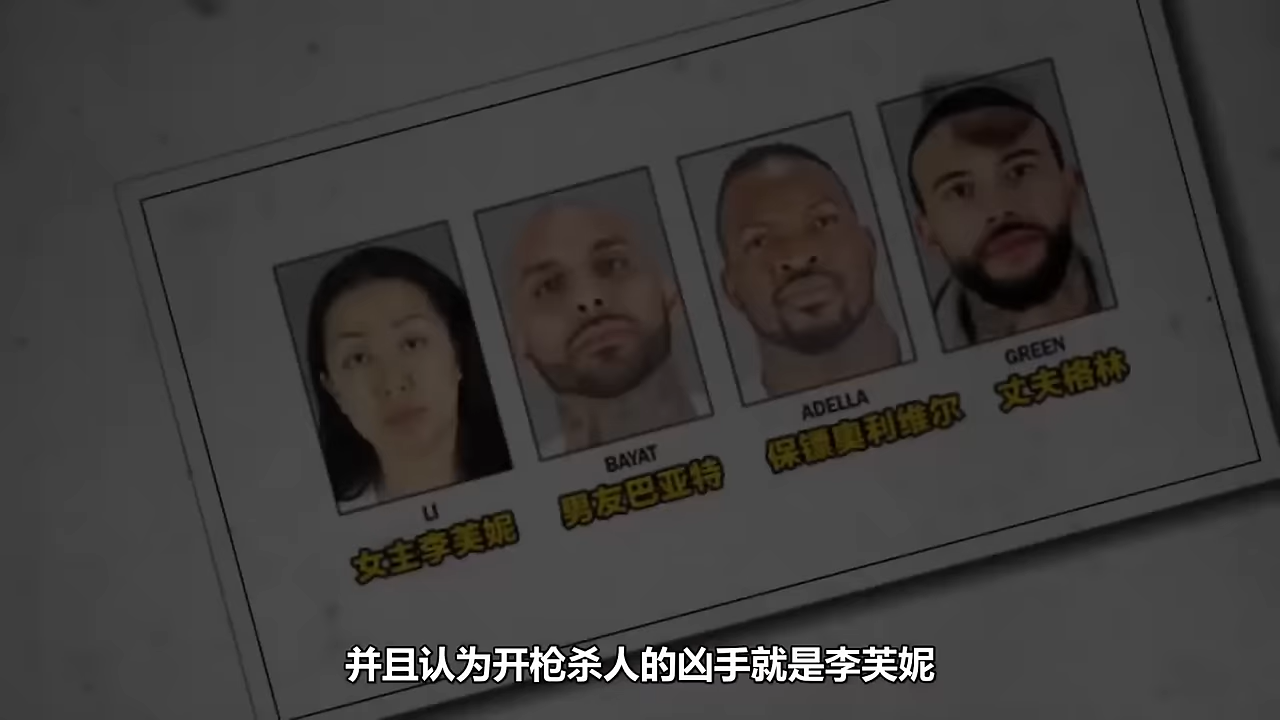 LI
女主李芙妮
BAYAT
男友巴亚特
ADELLA
保镖奥利维尔
GREEN
丈夫格林
并且认为开枪杀人的凶手就是李芙妮